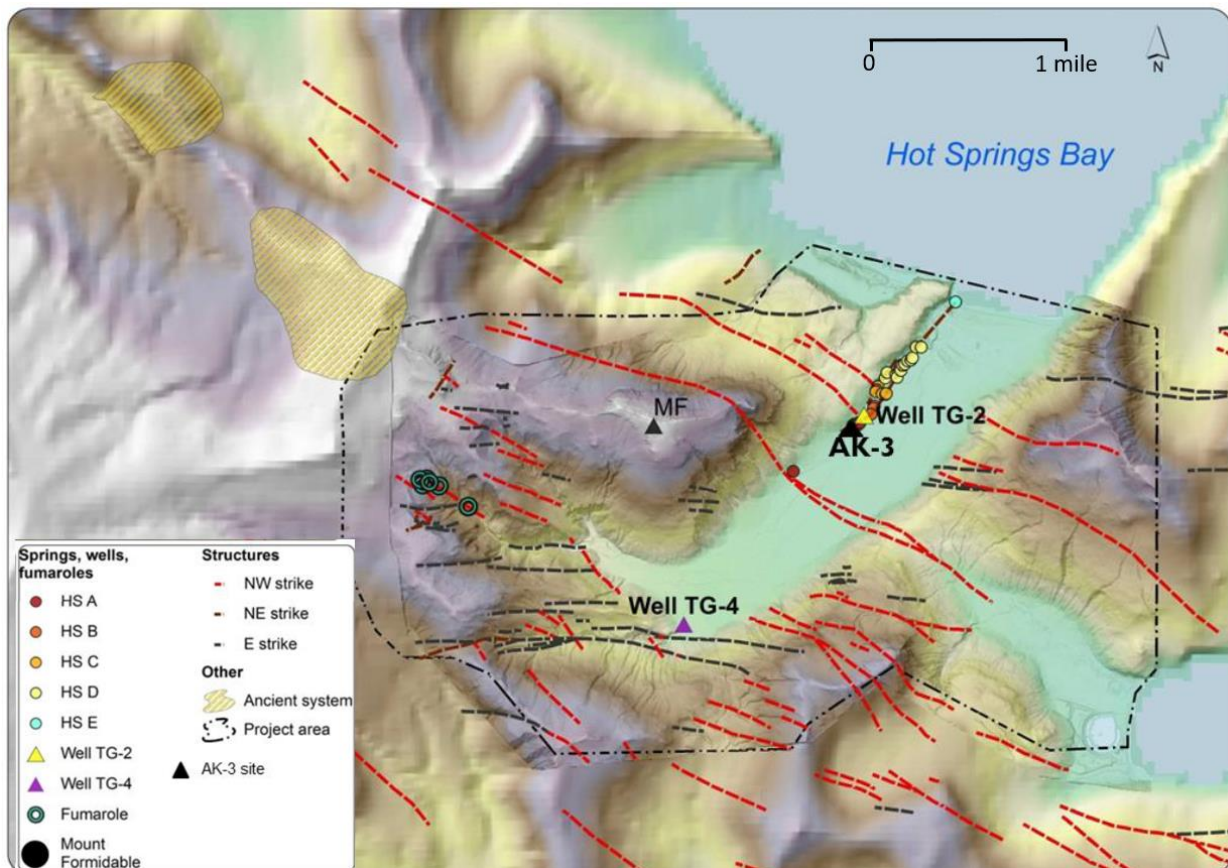 0 1 mile
N
Hot Springs Bay
MF
Well TG-2
AK-3
Well TG-4
Springs, wells,
fumaroles
HS A
HS B
HS C
HS D
HS E
Well TG-2
Well TG-4
Fumarole
Mount
Formidable
Structures
NW strike
NE strike
E strike
Other
Ancient system
Project area
AK-3 site